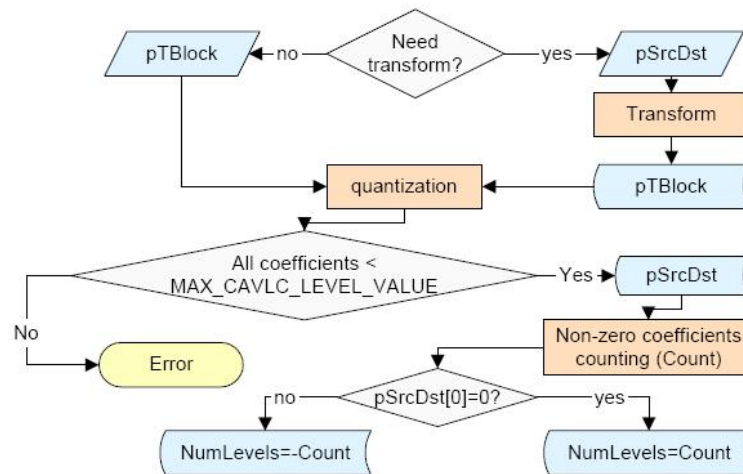 Need
transform?
pTBlock
no
yes
pSrcDst
Transform
pTBlock
quantization
All coefficients <
MAX_CAVLC_LEVEL_VALUE
Yes
pSrcDst
No
Error
Non-zero coefficients
counting (Count)
pSrcDst[0]=0?
no
yes
NumLevels=-Count
NumLevels=Count